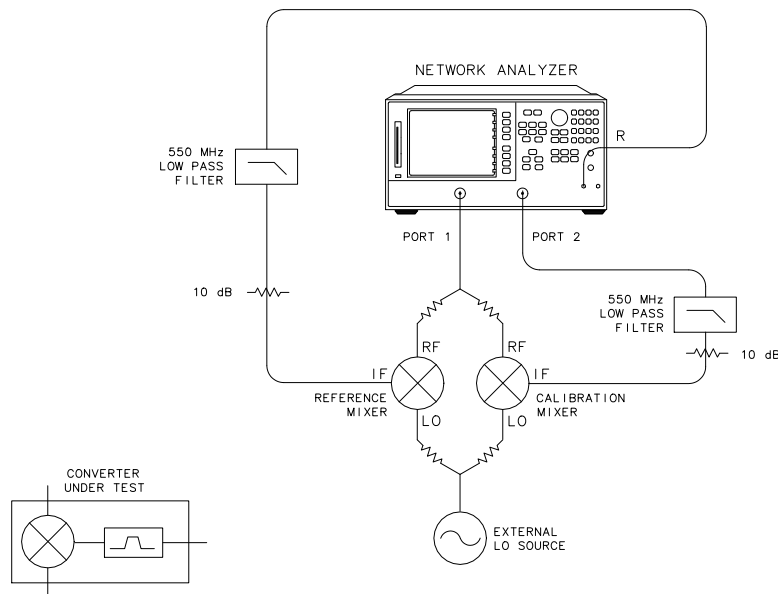 NETWORK ANALYZER
R
550 MHz
LOW PASS
FILTER
PORT 1
PORT 2
10 dB
550 MHz
LOW PASS
FILTER
10 dB
RF
RF
IF
IF
REFERENCE
MIXER
CALIBRATION
MIXER
LO
LO
CONVERTER
UNDER TEST
EXTERNAL
LO SOURCE